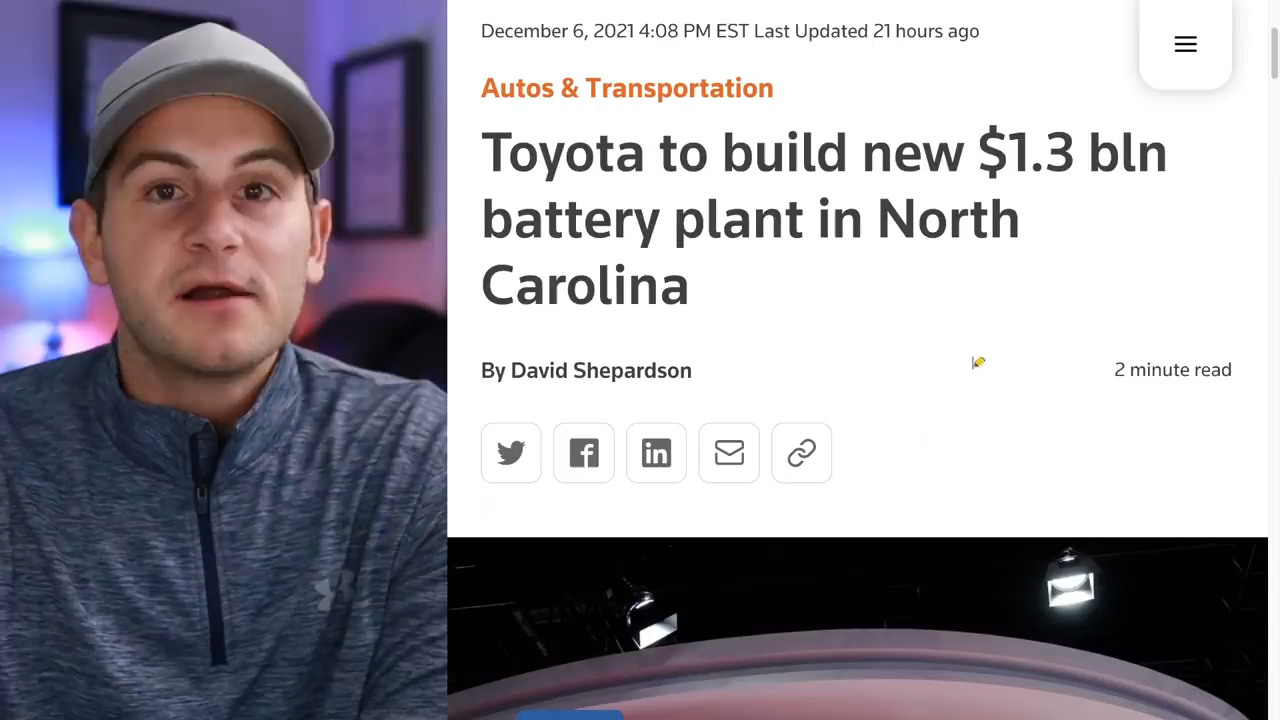 December 6, 2021 4:08 PM EST Last Updated 21 hours ago
Autos & Transportation
Toyota to build new $1.3 bln
battery plant in North
Carolina
By David Shepardson
2 minute read